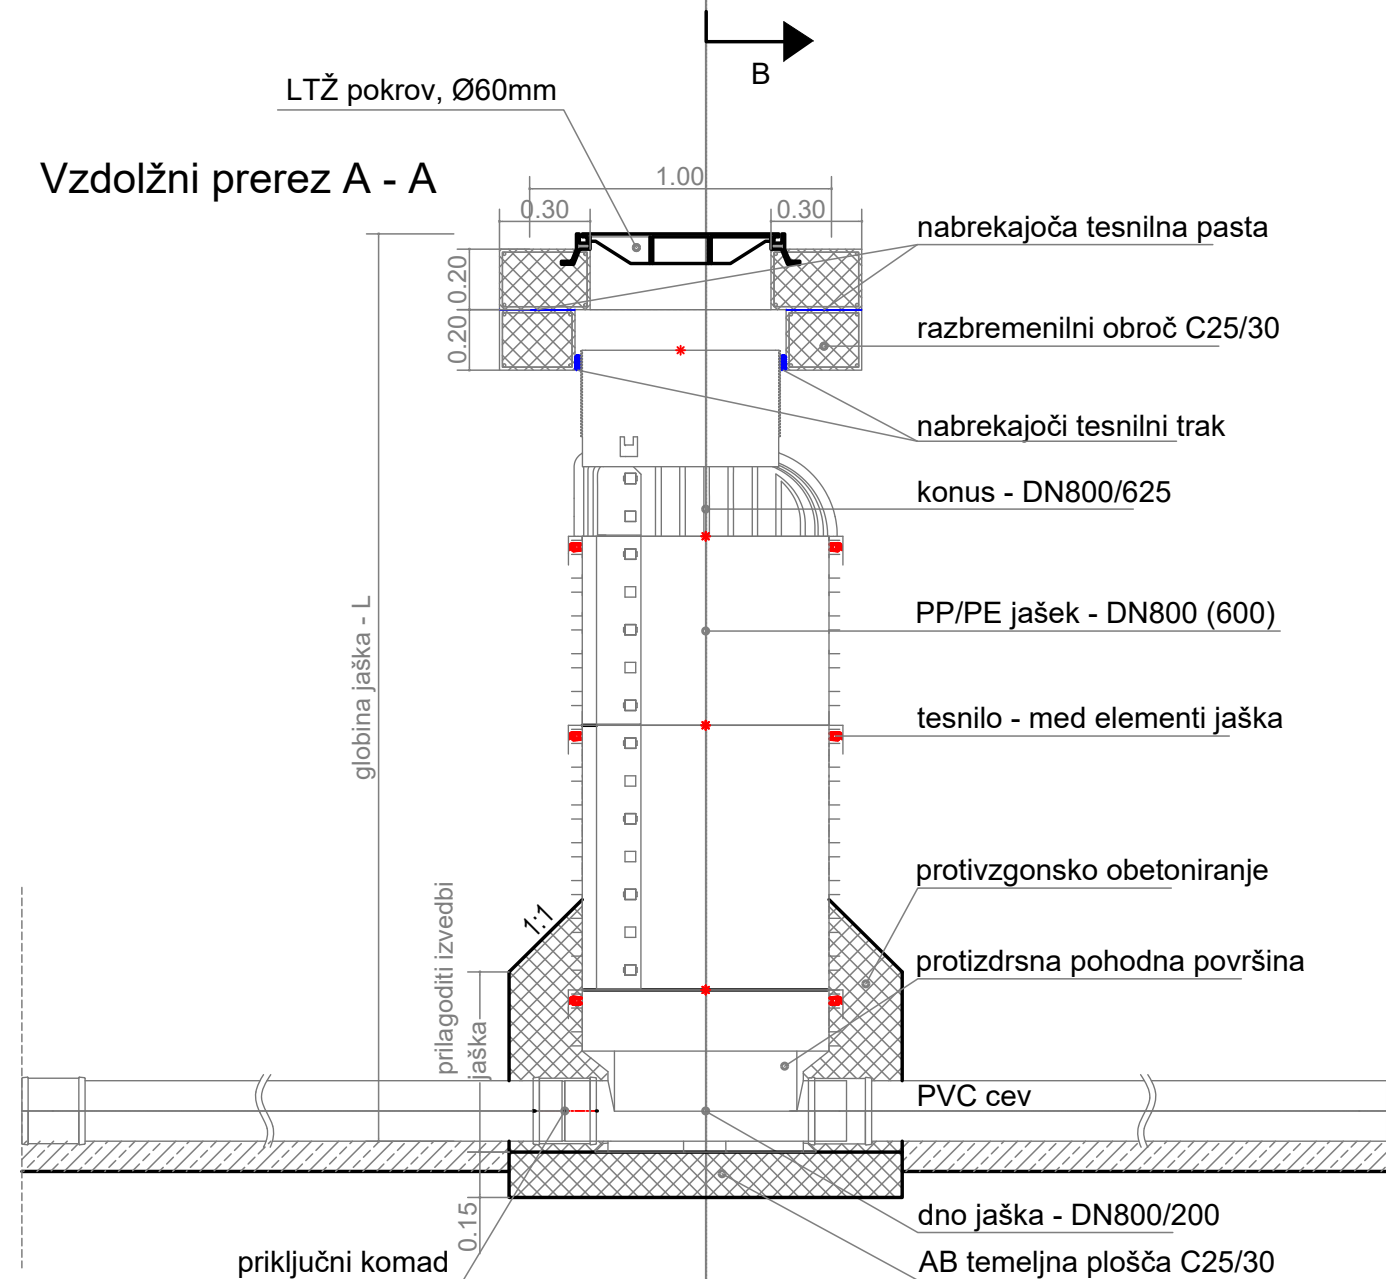 B
LTŽ pokrov, Ø60mm
Vzdolžni prerez A - A
1.00
0.30
0.30
nabrekajoča tesnilna pasta
0.20
0.20
razbremenilni obroč C25/30
nabrekajoči tesnilni trak
konus - DN800/625
PP/PE jašek - DN800 (600)
globina jaška - L
tesnilo - med elementi jaška
protivzgonsko obetoniranje
1:1
prilagoditi izvedbi
jaška
protizdrsna pohodna površina
PVC cev
0.15
dno jaška - DN800/200
priključni komad
AB temeljna plošča C25/30